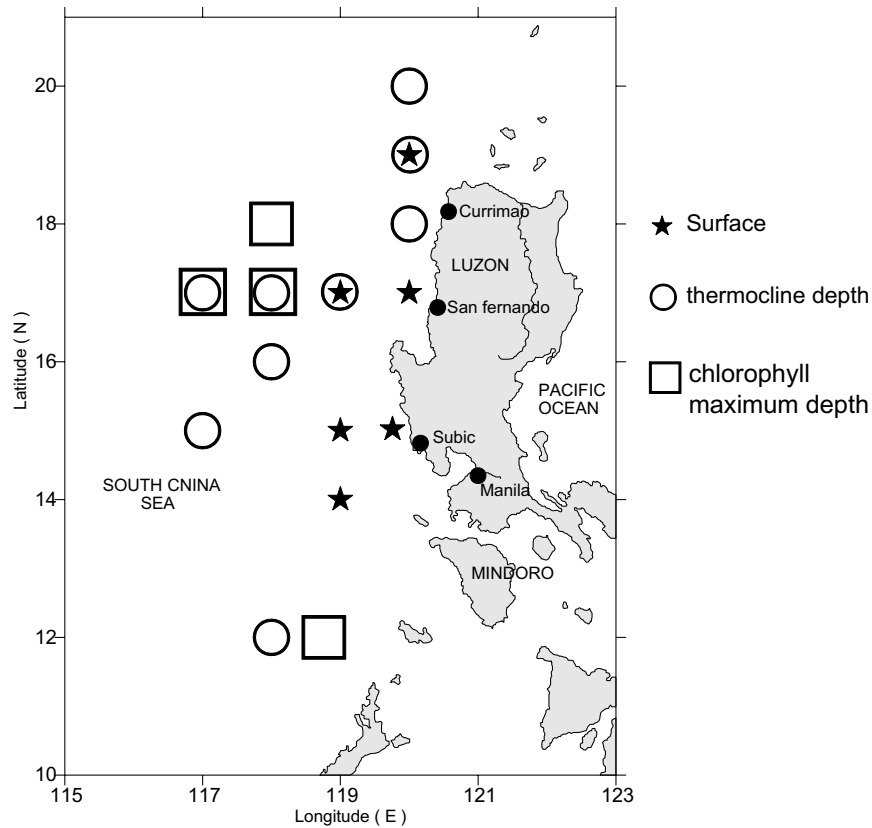 20
18
16
14
12
10
115
117
119
121
123
Latitude ( N )
Longitude ( E )
Currimao
LUZON
San fernando
PACIFIC
OCEAN
Subic
SOUTH CNINA
SEA
Manila
MINDORO
Surface
thermocline depth
chlorophyll
maximum depth